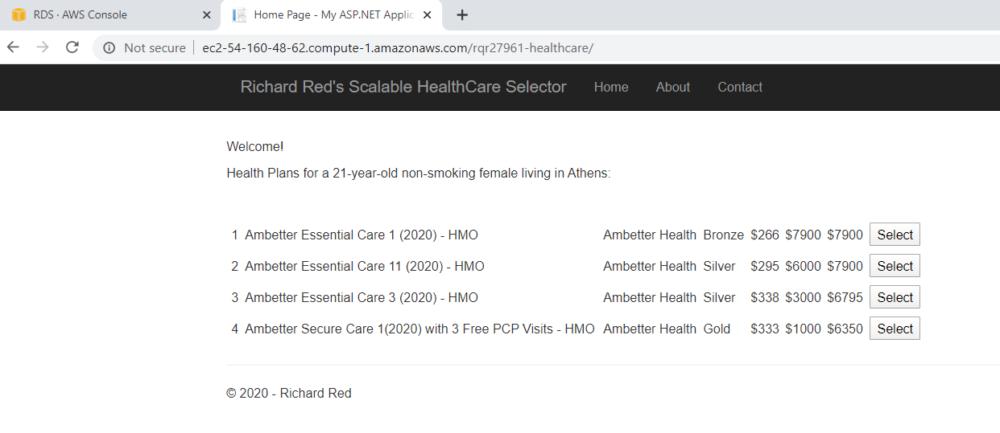 RDS · AWS Console
Home Page - My ASP.NET Applic
Not secure ec2-54-160-48-62.compute-1.amazonaws.com/rqr27961-healthcare/
Richard Red's Scalable HealthCare Selector Home About Contact
Welcome!
Health Plans for a 21-year-old non-smoking female living in Athens:
1 Ambetter Essential Care 1 (2020) - HMO Ambetter Health Bronze $266 $7900 $7900 Select
2 Ambetter Essential Care 11 (2020) - HMO Ambetter Health Silver $295 $6000 $7900 Select
3 Ambetter Essential Care 3 (2020) - HMO Ambetter Health Silver $338 $3000 $6795 Select
4 Ambetter Secure Care 1(2020) with 3 Free PCP Visits - HMO Ambetter Health Gold $333 $1000 $6350 Select
© 2020 - Richard Red